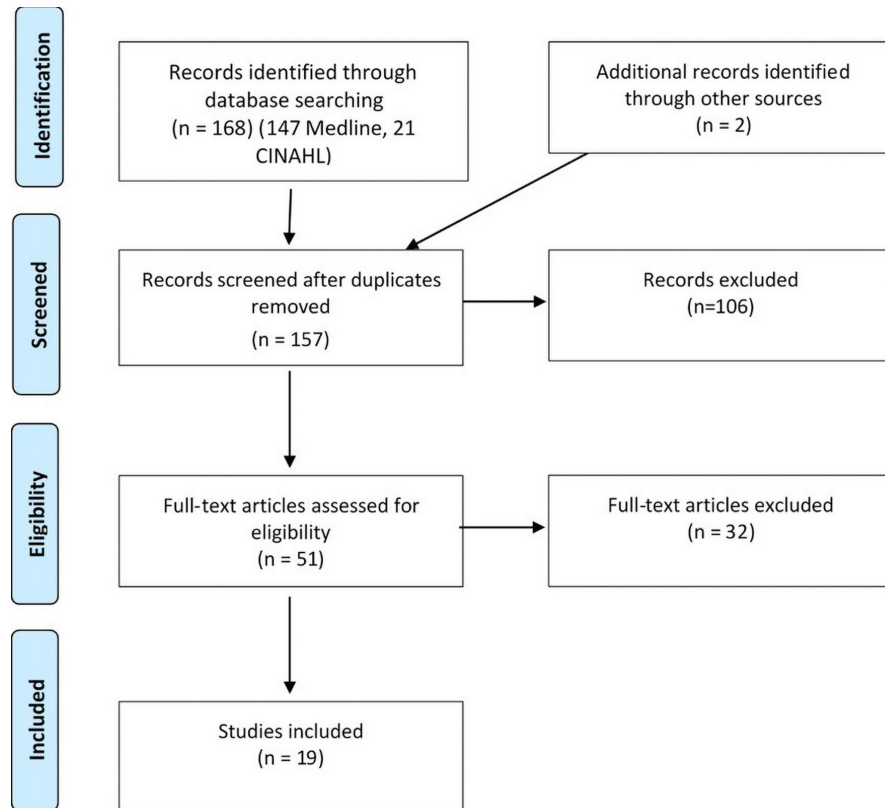 Identification
Records identified through
database searching
(n = 168) (147 Medline, 21
CINAHL)
Additional records identified
through other sources
(n = 2)
Screened
Records screened after duplicates
removed
(n = 157)
Records excluded
(n=106)
Eligibility
Full-text articles assessed for
eligibility
(n = 51)
Full-text articles excluded
(n = 32)
Included
Studies included
(n = 19)